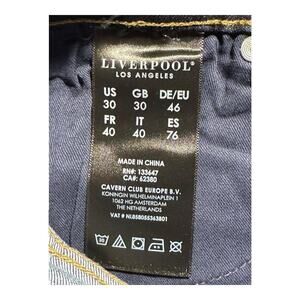 LIVERPOOL®
LOS ANGELES
US GB DE/EU
30 30 46
FR IT ES
40 40 76
MADE IN CHINA
RN#: 133647
CA#: 62380
CAVERN CLUB EUROPE B.V.
KONINGIN WILHELMINAPLEIN 1
1062 HG AMSTERDAM
THE NETHERLANDS
VAT # NL858055363B01